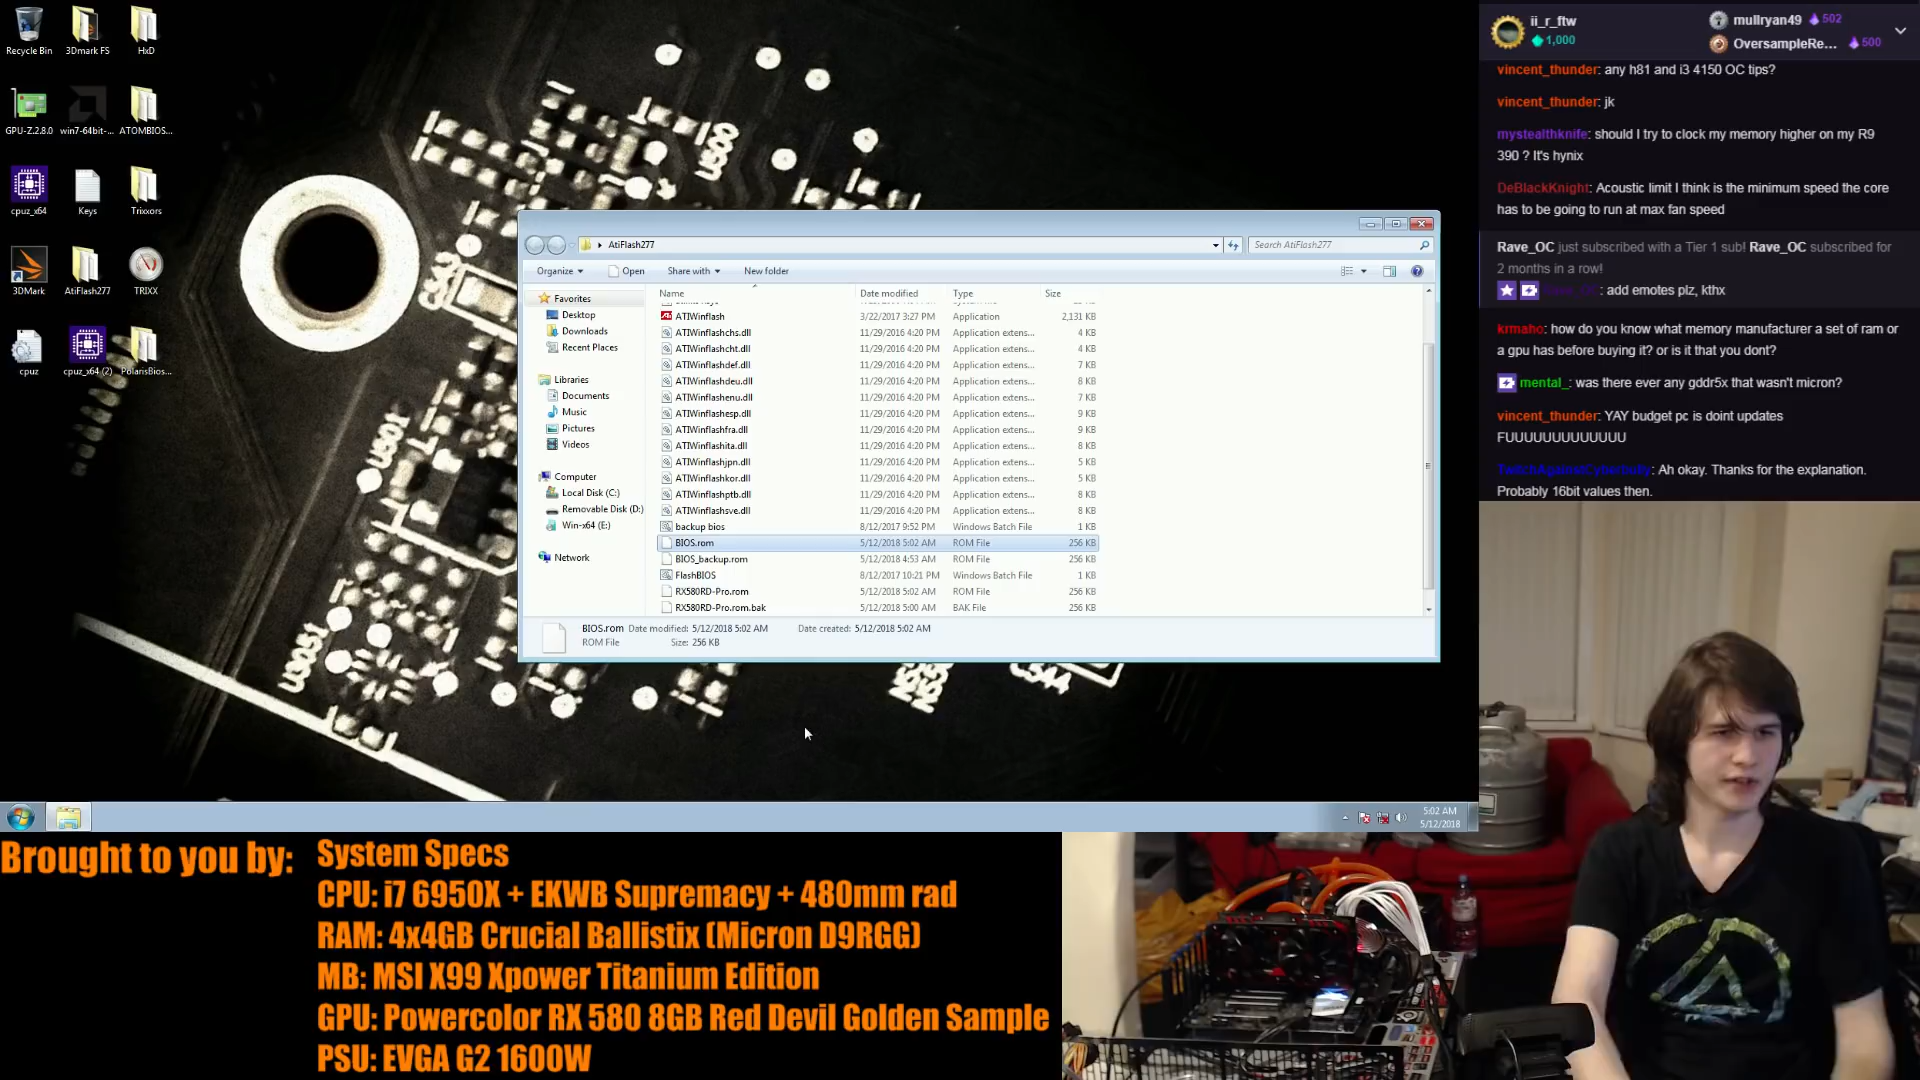 Recycle Bin
3Dmark FS
HxD
GPU-Z.2.8.0
win7-64bit-...
ATOMBIOS...
cpuz_x64
Keys
Trixxors
3DMark
AtiFlash277
TRIXX
cpuz
cpuz_x64 (2)
PolarisBios...
AtiFlash277
Search AtiFlash277
Organize
Open
Share with
New folder
Name
Date modified
Type
Size
Favorites
Desktop
Downloads
Recent Places
Libraries
Documents
Music
Pictures
Videos
Computer
Local Disk (C:)
Removable Disk (D:)
Win-x64 (E:)
Network
ATIWinflash 3/22/2017 3:27 PM Application 2,131 KB
ATIWinflashchs.dll 11/29/2016 4:20 PM Application extens... 4 KB
ATIWinflashcht.dll 11/29/2016 4:20 PM Application extens... 4 KB
ATIWinflashdef.dll 11/29/2016 4:20 PM Application extens... 7 KB
ATIWinflashdeu.dll 11/29/2016 4:20 PM Application extens... 8 KB
ATIWinflashenu.dll 11/29/2016 4:20 PM Application extens... 7 KB
ATIWinflashesp.dll 11/29/2016 4:20 PM Application extens... 9 KB
ATIWinflashfra.dll 11/29/2016 4:20 PM Application extens... 9 KB
ATIWinflashita.dll 11/29/2016 4:20 PM Application extens... 8 KB
ATIWinflashjpn.dll 11/29/2016 4:20 PM Application extens... 5 KB
ATIWinflashkor.dll 11/29/2016 4:20 PM Application extens... 5 KB
ATIWinflashptb.dll 11/29/2016 4:20 PM Application extens... 8 KB
ATIWinflashsve.dll 11/29/2016 4:20 PM Application extens... 8 KB
backup bios 8/12/2017 9:52 PM Windows Batch File 1 KB
BIOS.rom 5/12/2018 5:02 AM ROM File 256 KB
BIOS_backup.rom 5/12/2018 4:53 AM ROM File 256 KB
FlashBIOS 8/12/2017 10:21 PM Windows Batch File 1 KB
RX580RD-Pro.rom 5/12/2018 5:02 AM ROM File 256 KB
RX580RD-Pro.rom.bak 5/12/2018 5:00 AM BAK File 256 KB
BIOS.rom Date modified: 5/12/2018 5:02 AM Date created: 5/12/2018 5:02 AM
ROM File Size: 256 KB
5:02 AM
5/12/2018
ii_r_ftw
1,000
mullryan49 502
OversampleRe... 500
vincent_thunder: any h81 and i3 4150 OC tips?
vincent_thunder: jk
mystealthknife: should I try to clock my memory higher on my R9
390 ? It's hynix
DeBlackKnight: Acoustic limit I think is the minimum speed the core
has to be going to run at max fan speed
Rave_OC just subscribed with a Tier 1 sub! Rave_OC subscribed for
2 months in a row!
Rave_OC: add emotes plz, kthx
krmaho: how do you know what memory manufacturer a set of ram or
a gpu has before buying it? or is it that you dont?
mental_: was there ever any gddr5x that wasn't micron?
vincent_thunder: YAY budget pc is doint updates
FUUUUUUUUUUUUU
TwitchAgainstCyberbully: Ah okay. Thanks for the explanation.
Probably 16bit values then.
Brought to you by:
System Specs
CPU: i7 6950X + EKWB Supremacy + 480mm rad
RAM: 4x4GB Crucial Ballistix (Micron D9RGG)
MB: MSI X99 Xpower Titanium Edition
GPU: Powercolor RX 580 8GB Red Devil Golden Sample
PSU: EVGA G2 1600W